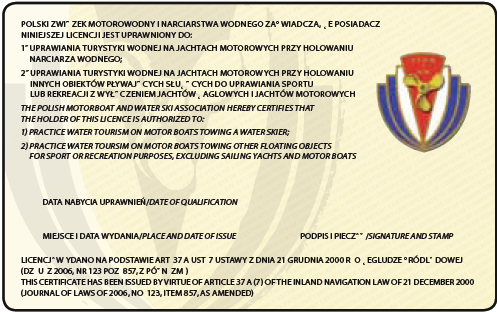 POLSKI ZWI˝ZEK MOTOROWODNY I NARCIARSTWA WODNEGO ZA° WIADCZA, ¸ E POSIADACZ
NINIEJSZEJ LICENCJI JEST UPRAWNIONY DO:
1˝ UPRAWIANIA TURYSTYKI WODNEJ NA JACHTACH MOTOROWYCH PRZY HOLOWANIU
NARCIARZA WODNEGO;
2˝ UPRAWIANIA TURYSTYKI WODNEJ NA JACHTACH MOTOROWYCH PRZY HOLOWANIU
INNYCH OBIEKTÓW PŁYWAJ˝ CYCH SŁU¸ ˝ CYCH DO UPRAWIANIA SPORTU
LUB REKREACJI Z WYŁ˝ CZENIEM JACHTÓW ¸ AGLOWYCH I JACHTÓW MOTOROWYCH
THE POLISH MOTORBOAT AND WATER SKI ASSOCIATION HEREBY CERTIFIES THAT
THE HOLDER OF THIS LICENCE IS AUTHORIZED TO:
1) PRACTICE WATER TOURISM ON MOTOR BOATS TOWING A WATER SKIER;
2) PRACTICE WATER TOURSIM ON MOTOR BOATS TOWING OTHER FLOATING OBJECTS
FOR SPORT OR RECREATION PURPOSES, EXCLUDING SAILING YACHTS AND MOTOR BOATS
DATA NABYCIA UPRAWNIEŃ/DATE OF QUALIFICATION
MIEJSCE I DATA WYDANIA/PLACE AND DATE OF ISSUE
PODPIS I PIECZ˝˝ /SIGNATURE AND STAMP
LICENCJ˝ WYDANO NA PODSTAWIE ART 37 A UST 7 USTAWY Z DNIA 21 GRUDNIA 2000 R O ¸ EGLUDZE °RÓDL˝ DOWEJ
(DZ U Z 2006, NR 123 POZ 857, Z PÓ˝N ZM )
THIS CERTIFICATE HAS BEEN ISSUED BY VIRTUE OF ARTICLE 37 A (7) OF THE INLAND NAVIGATION LAW OF 21 DECEMBER 2000
(JOURNAL OF LAWS OF 2006, NO 123, ITEM 857, AS AMENDED)